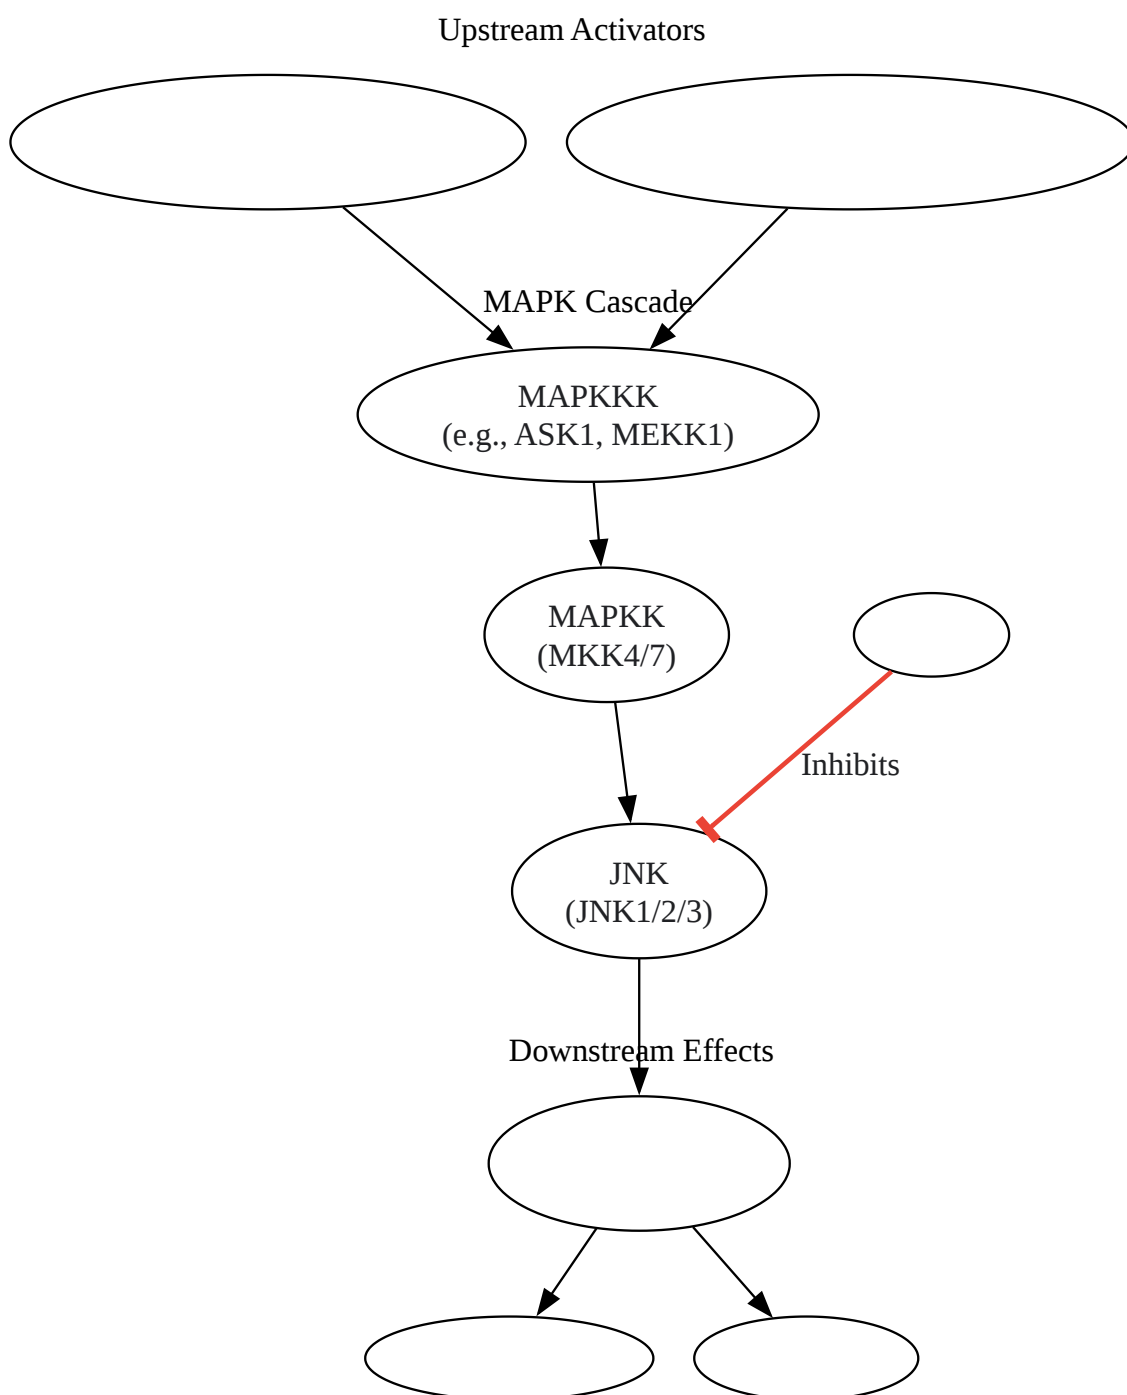 Upstream Activators
MAPK Cascade
MAPKKK
(e.g., ASK1, MEKK1)
MAPKK
(MKK4/7)
Inhibits
JNK
(JNK1/2/3)
Downstream Effects